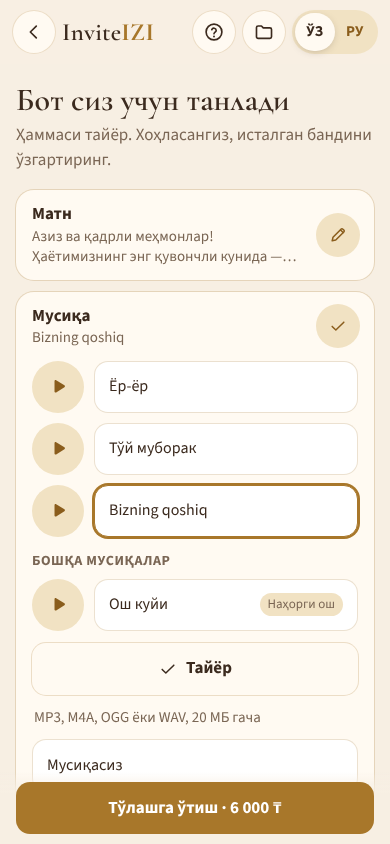 InviteIZI
ЎЗ
РУ
Бот сиз учун танлади
Ҳаммаси тайёр. Хоҳласангиз, исталган бандини
ўзгартиринг.
Матн
Азиз ва қадрли меҳмонлар!
Ҳаётимизнинг энг қувончли кунида —…
Мусиқа
Bizning qoshiq
Ёр-ёр
Тўй муборак
Bizning qoshiq
БОШҚА МУСИҚАЛАР
Ош куйи
Наҳорги ош
Тайёр
MP3, M4A, OGG ёки WAV, 20 МБ гача
Мусиқасиз
Тўлашга ўтиш · 6 000 ₸